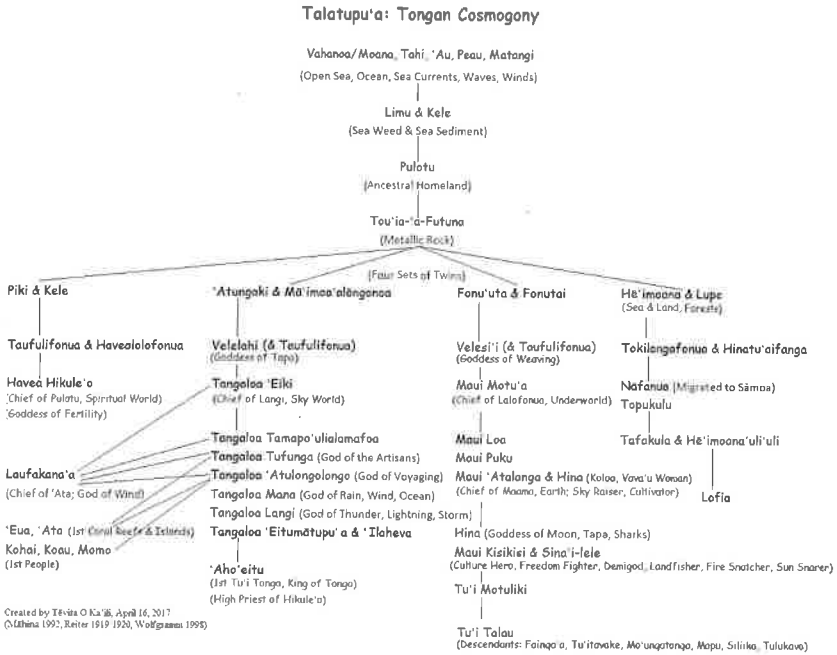 Talatupu'a: Tongan Cosmogony
Vahanoa/Moana, Tahi, 'Au, Peau, Matangi
(Open Sea, Ocean, Sea Currents, Waves, Winds)
Limu & Kele
(Sea Weed & Sea Sediment)
Pulotu
(Ancestral Homeland)
Tou'ia-'a-Futuna
(Metallic Rock)
(Four Sets of Twins)
Piki & Kele
Taufulifonua & Havealolofonua
Havea Hikule'o
(Chief of Pulotu, Spiritual World)
(Goddess of Fertility)
Laufakana'a
(Chief of 'Ata; God of Wind)
'Eua, 'Ata (1st Coral Reefs & Islands)
Kohai, Koau, Momo
(1st People)
'Atungaki & Mā'imoa'alongonoa
Velelahi (& Taufulifonua)
(Goddess of Tapa)
Tangaloa 'Eiki
(Chief of Langi, Sky World)
Tangaloa Tamapo'ulialamafoa
Tangaloa Tufunga (God of the Artisans)
Tangaloa 'Atulongolongo (God of Voyaging)
Tangaloa Mana (God of Rain, Wind, Ocean)
Tangaloa Langi (God of Thunder, Lightning, Storm)
Tangaloa 'Eitumātupu'a & 'Ilaheva
'Aho'eitu
(1st Tu'i Tonga, King of Tonga)
(High Priest of Hikule'o)
Fonu'uta & Fonutai
Velesi'i (& Taufulifonua)
(Goddess of Weaving)
Maui Motu'a
(Chief of Lalofonua, Underworld)
Maui Loa
Maui Puku
Maui 'Atalanga & Hina (Koloa, Vava'u Woman)
(Chief of Maama, Earth; Sky Raiser, Cultivator)
Hina (Goddess of Moon, Tapa, Sharks)
Maui Kisikisi & Sina'i-lele
(Culture Hero, Freedom Fighter, Demigod, Landfisher, Fire Snatcher, Sun Snarer)
Tu'i Motuliki
Tu'i Talau
(Descendants: Fainga'a, Tu'itavake, Mo'ungatonga, Mapu, Siliika, Tulukava)
Hē'imoana & Lupe
(Sea & Land, Forests)
Tokilangafonua & Hinatu'aifanga
Nafanua (Migrated to Sāmoa)
Topukulu
Tafakula & Hē'imoana'uli'uli
Lofia
Created by Tēvita O Ka'ili, April 16, 2017
(Māhina 1992, Reiter 1919-1920, Wolfgramm 1998)